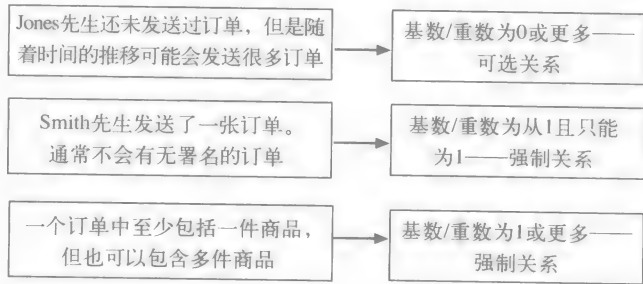 Jones先生还未发送过订单，但是随
着时间的推移可能会发送很多订单
基数/重数为0或更多——
可选关系
Smith先生发送了一张订单。
通常不会有无署名的订单
基数/重数为从1且只能
为1——强制关系
一个订单中至少包括一件商品，
但也可以包含多件商品
基数/重数为1或更多——
强制关系